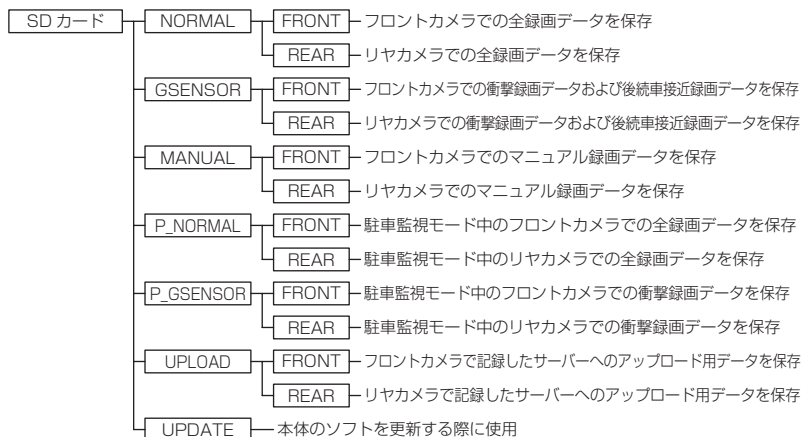 SD カード NORMAL FRONT フロントカメラでの全録画データを保存
REAR リヤカメラでの全録画データを保存
GSENSOR FRONT フロントカメラでの衝撃録画データおよび後続車接近録画データを保存
REAR リヤカメラでの衝撃録画データおよび後続車接近録画データを保存
MANUAL FRONT フロントカメラでのマニュアル録画データを保存
REAR リヤカメラでのマニュアル録画データを保存
P_NORMAL FRONT 駐車監視モード中のフロントカメラでの全録画データを保存
REAR 駐車監視モード中のリヤカメラでの全録画データを保存
P_GSENSOR FRONT 駐車監視モード中のフロントカメラでの衝撃録画データを保存
REAR 駐車監視モード中のリヤカメラでの衝撃録画データを保存
UPLOAD FRONT フロントカメラで記録したサーバーへのアップロード用データを保存
REAR リヤカメラで記録したサーバーへのアップロード用データを保存
UPDATE 本体のソフトを更新する際に使用